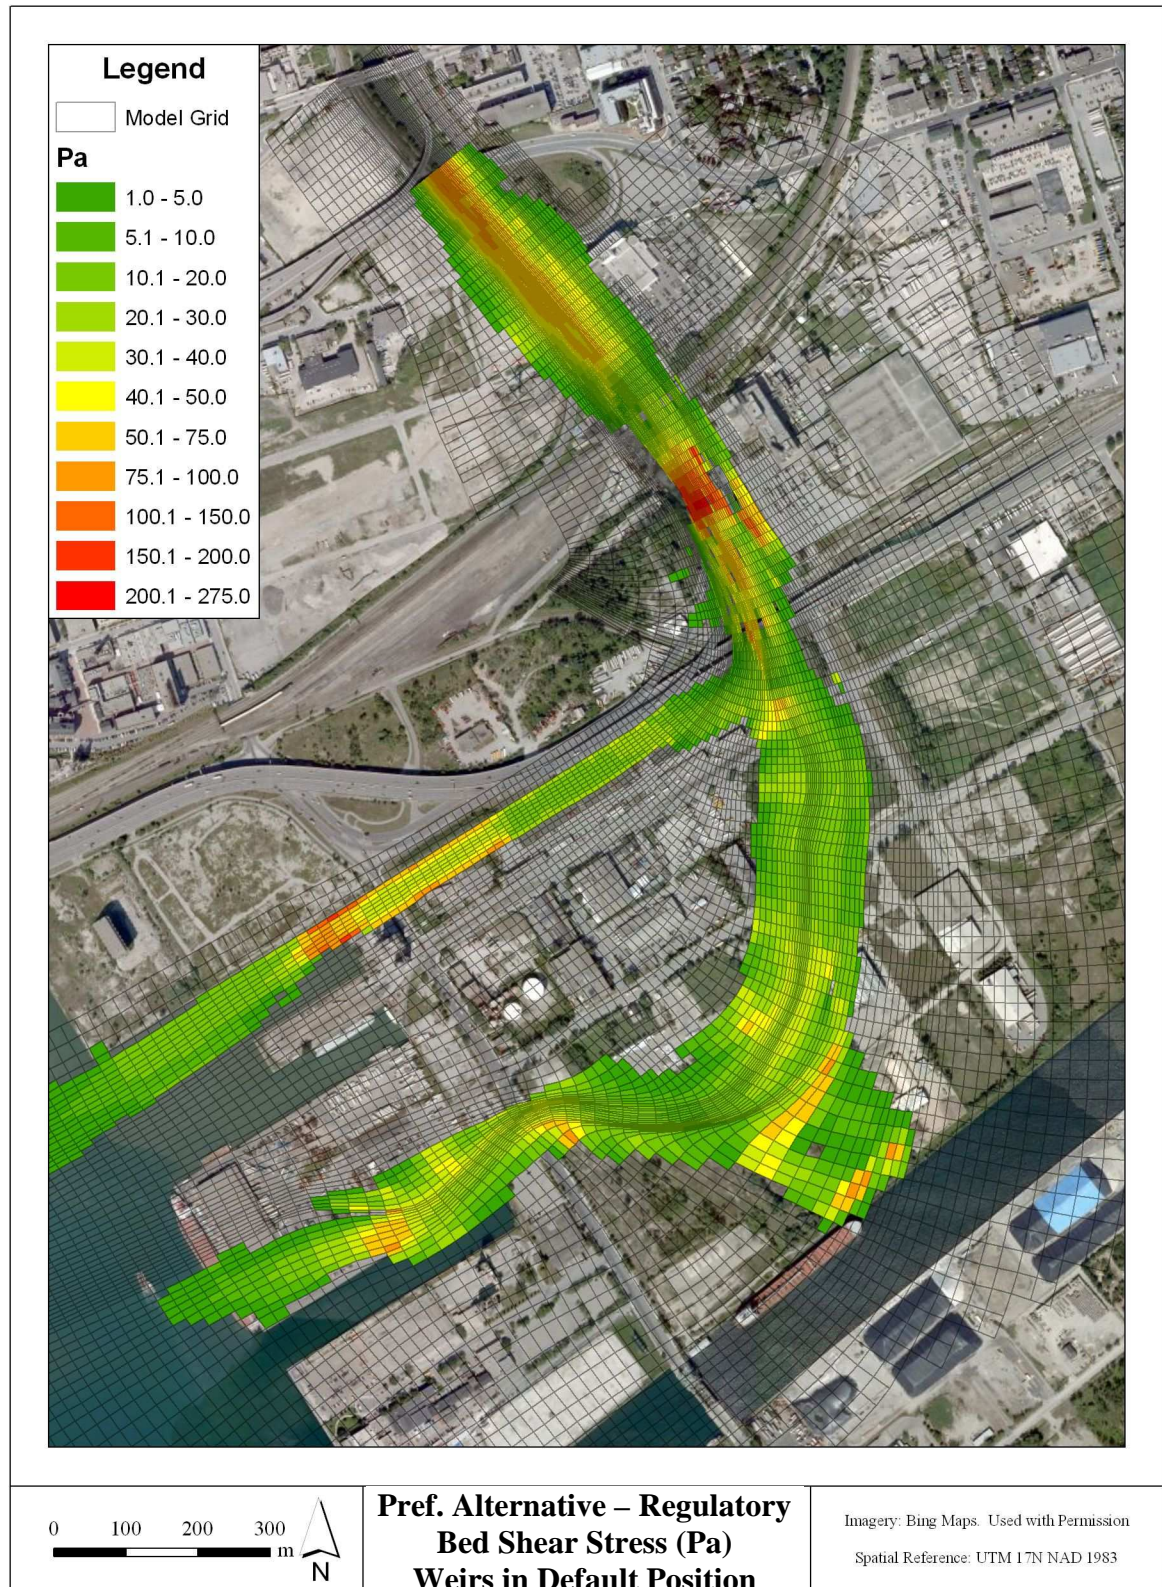 Legend
Model Grid
Pa
1.0 - 5.0
5.1 - 10.0
10.1 - 20.0
20.1 - 30.0
30.1 - 40.0
40.1 - 50.0
50.1 - 75.0
75.1 - 100.0
100.1 - 150.0
150.1 - 200.0
200.1 - 275.0
0 100 200 300
m
N
Pref. Alternative – Regulatory
Bed Shear Stress (Pa)
Weirs in Default Position
Imagery: Bing Maps. Used with Permission
Spatial Reference: UTM 17N NAD 1983